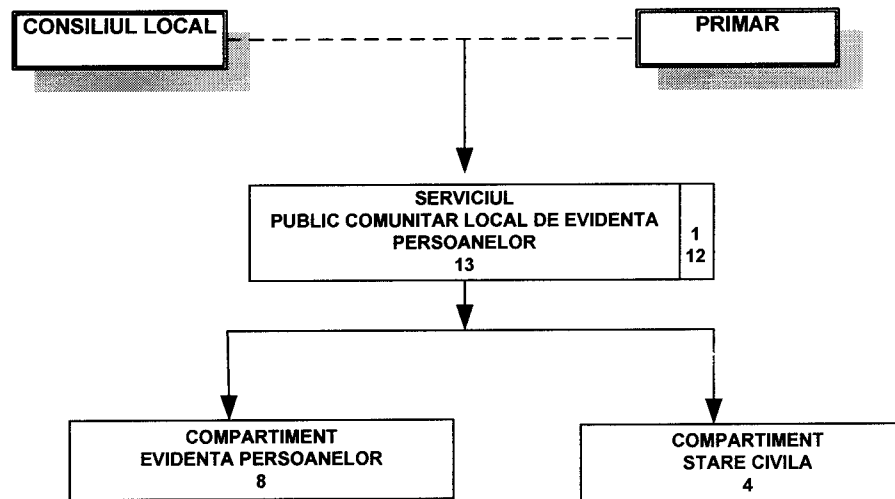 CONSILIUL LOCAL
PRIMAR
SERVICIUL
PUBLIC COMUNITAR LOCAL DE EVIDENTA
PERSOANELOR
13
1
12
COMPARTIMENT
EVIDENTA PERSOANELOR
8
COMPARTIMENT
STARE CIVILA
4